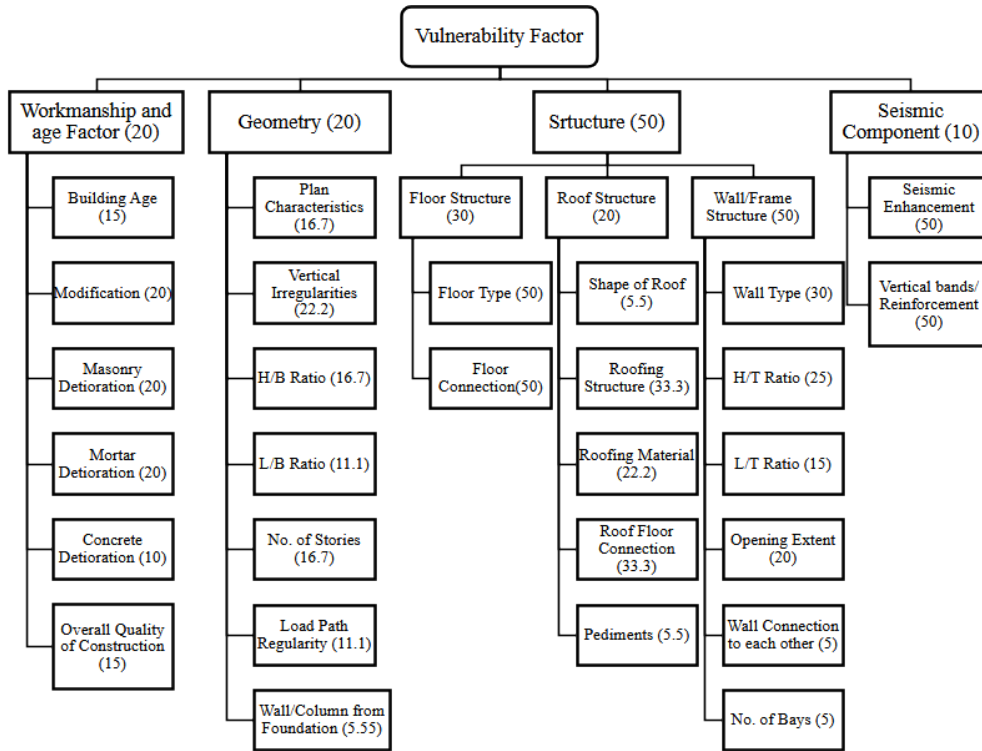 Vulnerability Factor
Workmanship and
age Factor (20)
Building Age
(15)
Modification (20)
Masonry
Detioration (20)
Mortar
Detioration (20)
Concrete
Detioration (10)
Overall Quality
of Construction
(15)
Geometry (20)
Plan
Characteristics
(16.7)
Vertical
Irregularities
(22.2)
H/B Ratio (16.7)
L/B Ratio (11.1)
No. of Stories
(16.7)
Load Path
Regularity (11.1)
Wall/Column from
Foundation (5.55)
Srtucture (50)
Floor Structure
(30)
Floor Type (50)
Floor
Connection(50)
Roof Structure
(20)
Shape of Roof
(5.5)
Roofing
Structure (33.3)
Roofing Material
(22.2)
Roof Floor
Connection
(33.3)
Pediments (5.5)
Wall/Frame
Structure (50)
Wall Type (30)
H/T Ratio (25)
L/T Ratio (15)
Opening Extent
(20)
Wall Connection
to each other (5)
No. of Bays (5)
Seismic
Component (10)
Seismic
Enhancement
(50)
Vertical bands/
Reinforcement
(50)